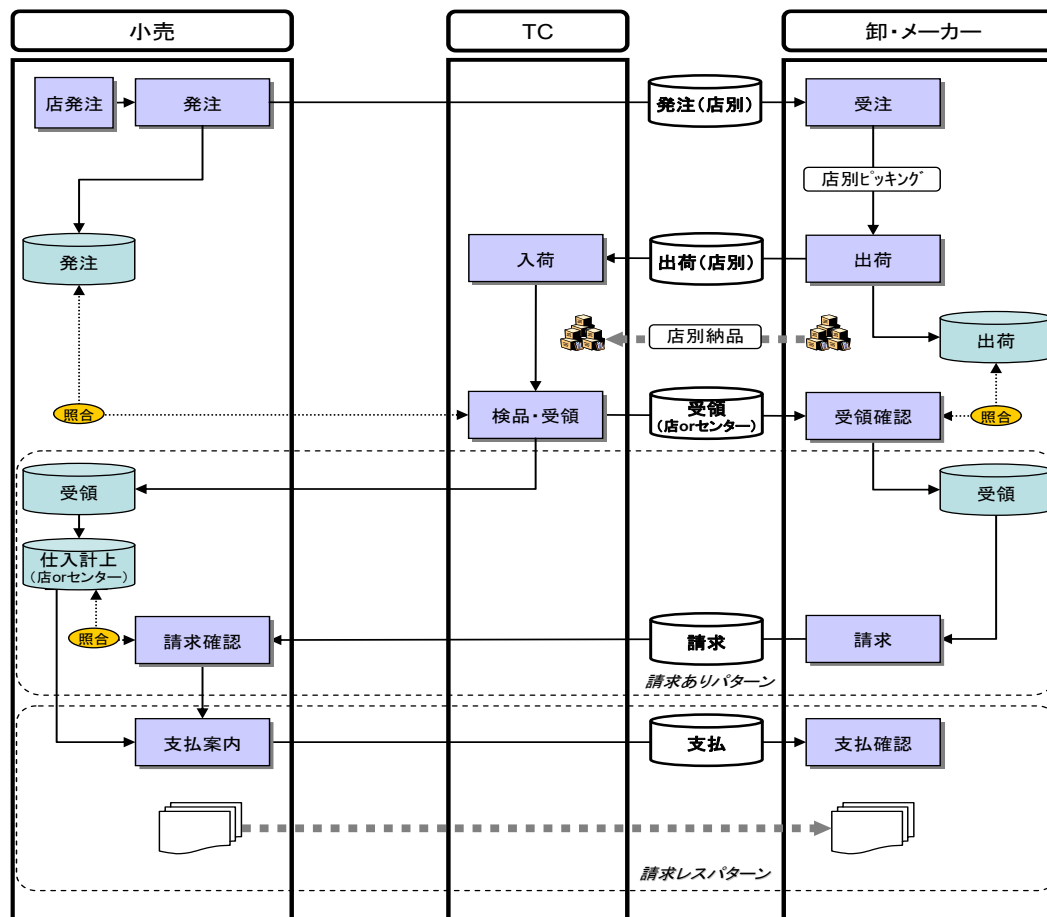 小売
TC
卸・メーカー
店発注
発注
発注(店別)
受注
店別ピッキング
発注
入荷
出荷(店別)
出荷
店別納品
出荷
照合
検品・受領
受領
(店orセンター)
受領確認
照合
受領
受領
仕入計上
(店orセンター)
照合
請求確認
請求
請求
請求ありパターン
支払案内
支払
支払確認
請求レスパターン